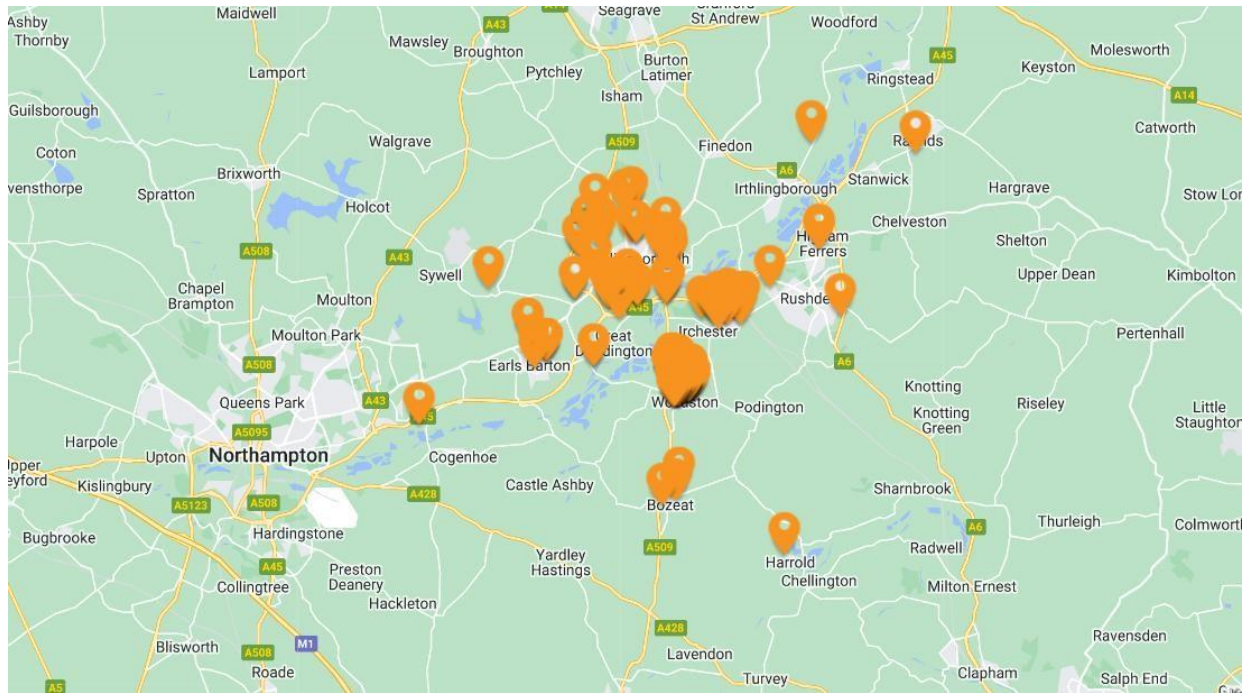 Ashby
Thornby
Maidwell
A43
A14
Seagrave
Cranford
St Andrew
Woodford
Mawsley
Broughton
Burton
Latimer
A45
Molesworth
Lamport
Pytchley
Ringstead
Keyston
Isham
A14
Guilsborough
Walgrave
A509
Finedon
Catworth
Coton
Brixworth
A6
Stanwick
Spratton
Irthlingborough
Hargrave
Stow
Holcot
Chelveston
A508
A43
Ferrers
Shelton
Sywell
Upper Dean
Kimbolton
Chapel
Brampton
Moulton
A45
Moulton Park
Irchester
Pertenhall
Great
A508
Earls Barton
A6
Queens Park
A43
Podington
Knotting
Riseley
Knotting
Green
Little
Staughton
Harpole
A5095
Upton
Northampton
Cogenhoe
Kislingbury
A428
Castle Ashby
Sharnbrook
A5123
A508
Bozeat
Bugbrooke
Hardingstone
A6
Thurleigh
A509
Radwell
Yardley
Hastings
Harrold
Chellington
A45
Preston
Deanery
Collingtree
Milton Ernest
Hackleton
A428
M1
Blisworth
A508
Lavendon
Ravensden
Roade
Turvey
Clapham
Salph End
A5